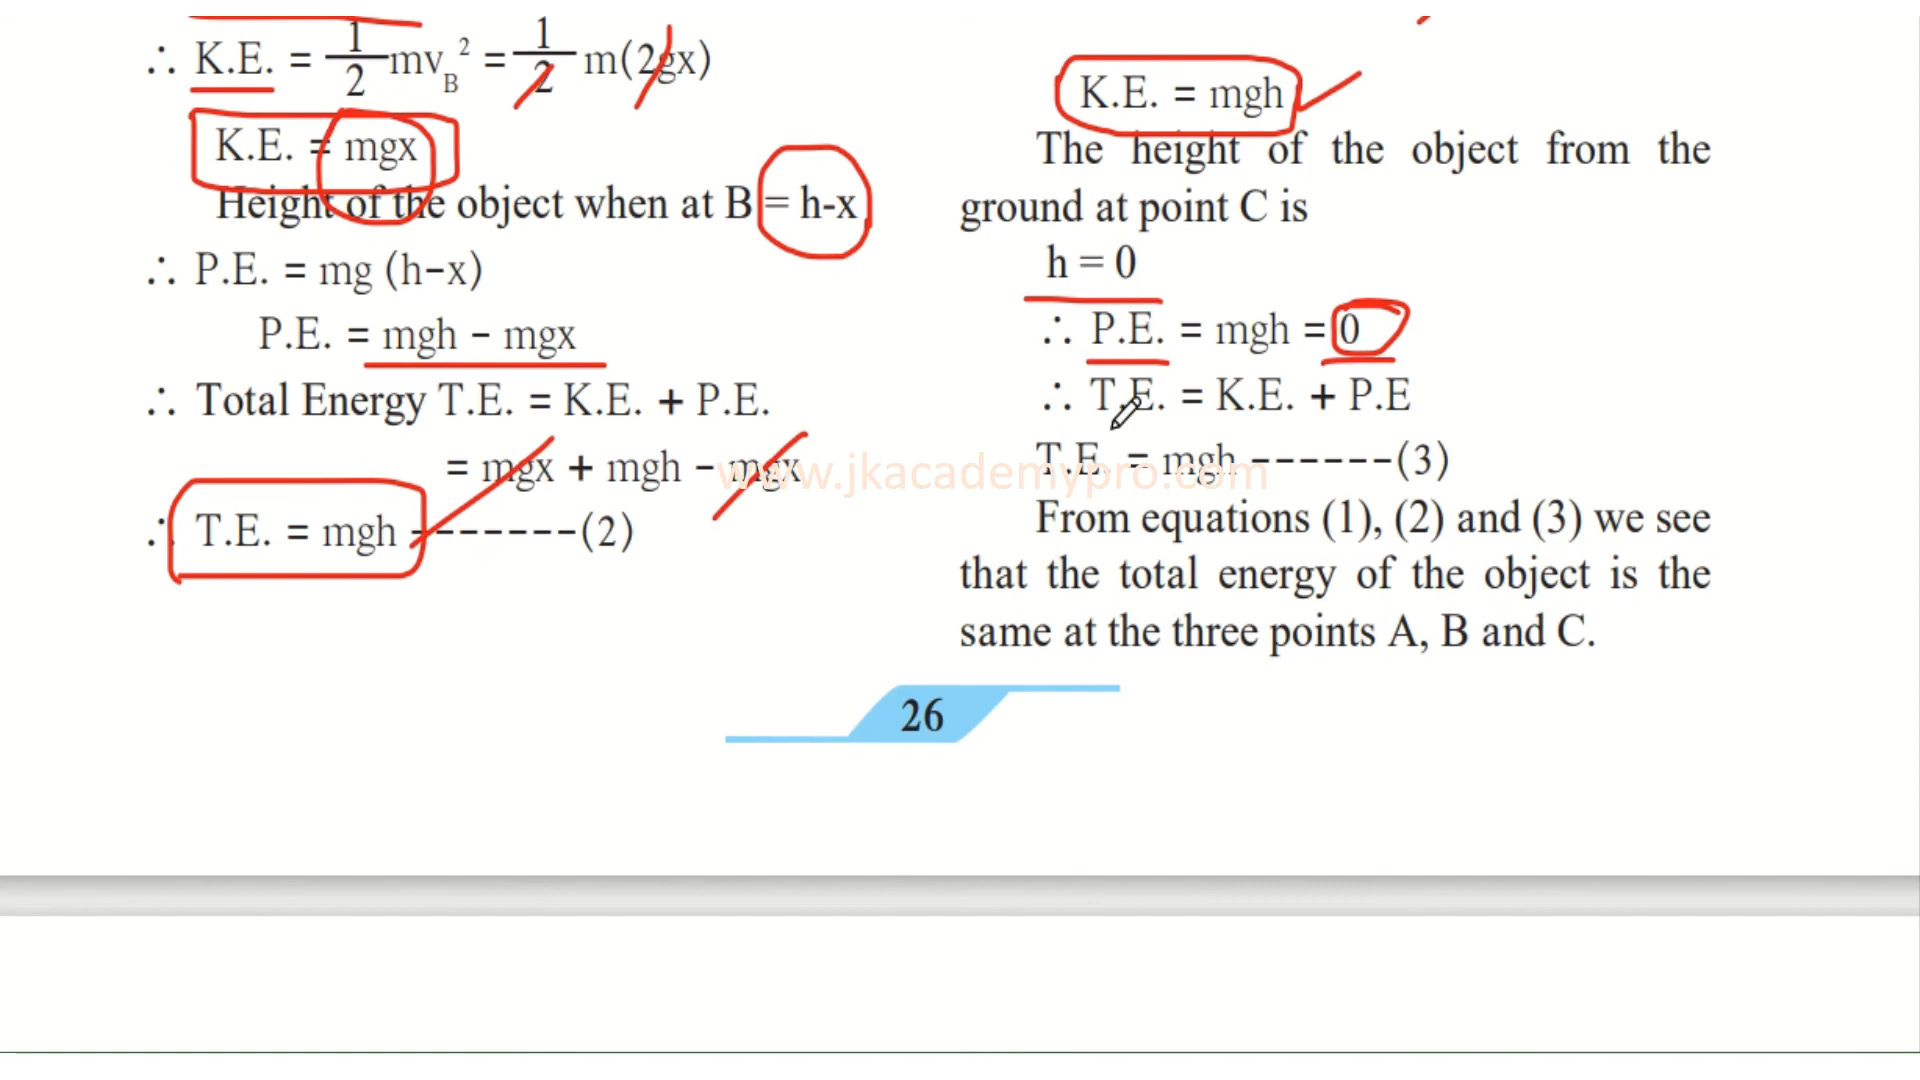 ∴ K.E. = 1/2 mv_B² = 1/2 m(2gx)
K.E. = mgx
Height of the object when at B = h-x
∴ P.E. = mg (h-x)
P.E. = mgh - mgx
∴ Total Energy T.E. = K.E. + P.E.
= mgx + mgh - mgx
∴ T.E. = mgh -------(2)
K.E. = mgh
The height of the object from the
ground at point C is
h = 0
∴ P.E. = mgh = 0
∴ T.E. = K.E. + P.E
T.E. = mgh ------(3)
From equations (1), (2) and (3) we see
that the total energy of the object is the
same at the three points A, B and C.
www.jkacademypro.com
26